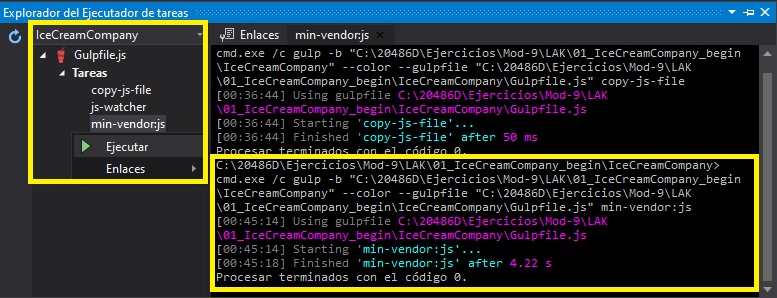 Explorador del Ejecutador de tareas
IceCreamCompany
Gulpfile.js
Tareas
copy-js-file
js-watcher
min-vendor:js
Ejecutar
Enlaces
Enlaces
min-vendor:js
cmd.exe /c gulp -b "C:\20486D\Ejercicios\Mod-9\LAK\01_IceCreamCompany_begin
\IceCreamCompany" --color --gulpfile "C:\20486D\Ejercicios\Mod-9\LAK
\01_IceCreamCompany_begin\IceCreamCompany\Gulpfile.js" copy-js-file
[00:36:44] Using gulpfile C:\20486D\Ejercicios\Mod-9\LAK
\01_IceCreamCompany_begin\IceCreamCompany\Gulpfile.js
[00:36:44] Starting 'copy-js-file'...
[00:36:44] Finished 'copy-js-file' after 50 ms
Procesar terminados con el código 0.
C:\20486D\Ejercicios\Mod-9\LAK\01_IceCreamCompany_begin\IceCreamCompany>
cmd.exe /c gulp -b "C:\20486D\Ejercicios\Mod-9\LAK\01_IceCreamCompany_begin
\IceCreamCompany" --color --gulpfile "C:\20486D\Ejercicios\Mod-9\LAK
\01_IceCreamCompany_begin\IceCreamCompany\Gulpfile.js" min-vendor:js
[00:45:14] Using gulpfile C:\20486D\Ejercicios\Mod-9\LAK
\01_IceCreamCompany_begin\IceCreamCompany\Gulpfile.js
[00:45:14] Starting 'min-vendor:js'...
[00:45:18] Finished 'min-vendor:js' after 4.22 s
Procesar terminados con el código 0.